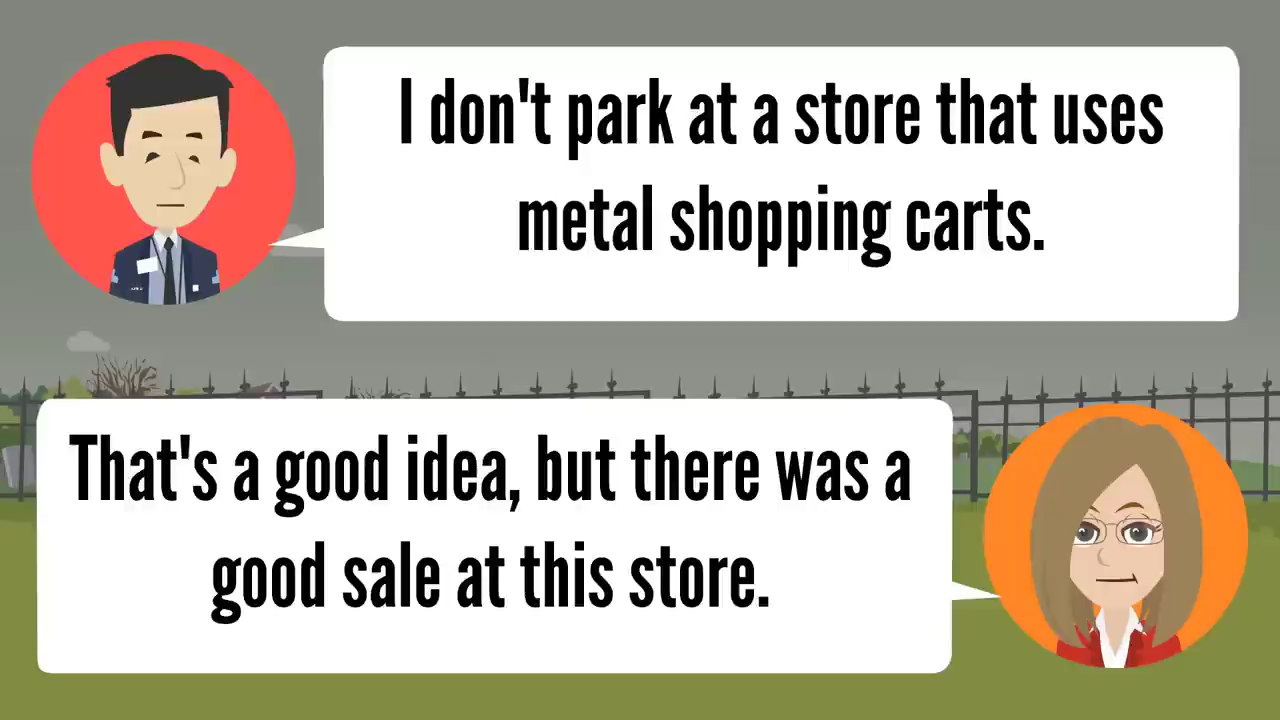 I don't park at a store that uses
metal shopping carts.
That's a good idea, but there was a
good sale at this store.